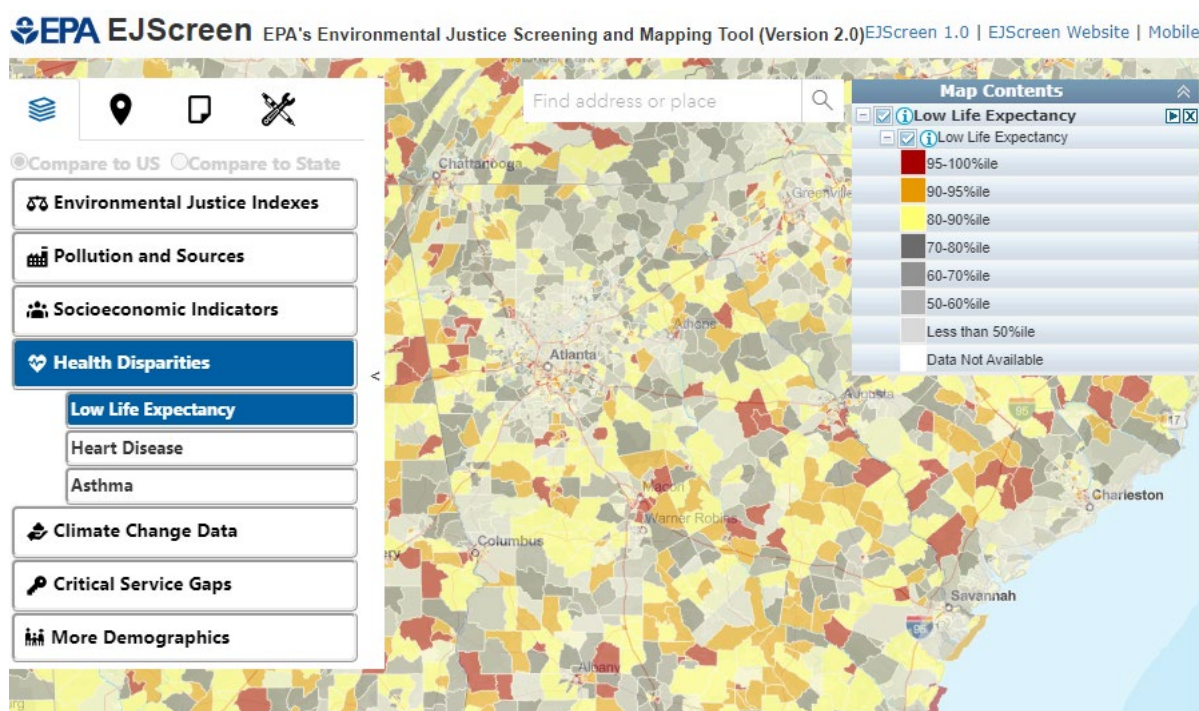 EPA EJScreen EPA's Environmental Justice Screening and Mapping Tool (Version 2.0) EJScreen 1.0 | EJScreen Website | Mobile
Find address or place
Compare to US Compare to State
Environmental Justice Indexes
Pollution and Sources
Socioeconomic Indicators
Health Disparities
Low Life Expectancy
Heart Disease
Asthma
Climate Change Data
Critical Service Gaps
More Demographics
<
Map Contents
Low Life Expectancy
Low Life Expectancy
95-100%ile
90-95%ile
80-90%ile
70-80%ile
60-70%ile
50-60%ile
Less than 50%ile
Data Not Available
Chattanooga
Greenville
Athens
Atlanta
Augusta
95
17
Macon
Charleston
Warner Robins
Columbus
Savannah
95
Albany